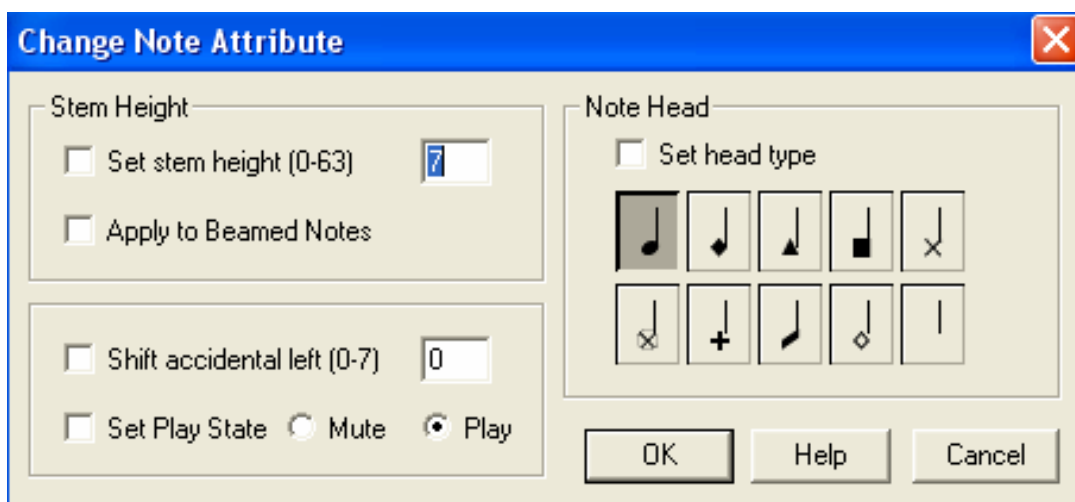 Change Note Attribute
Stem Height
Set stem height (0-63) 7
Apply to Beamed Notes
Shift accidental left (0-7) 0
Set Play State Mute Play
Note Head
Set head type
OK Help Cancel